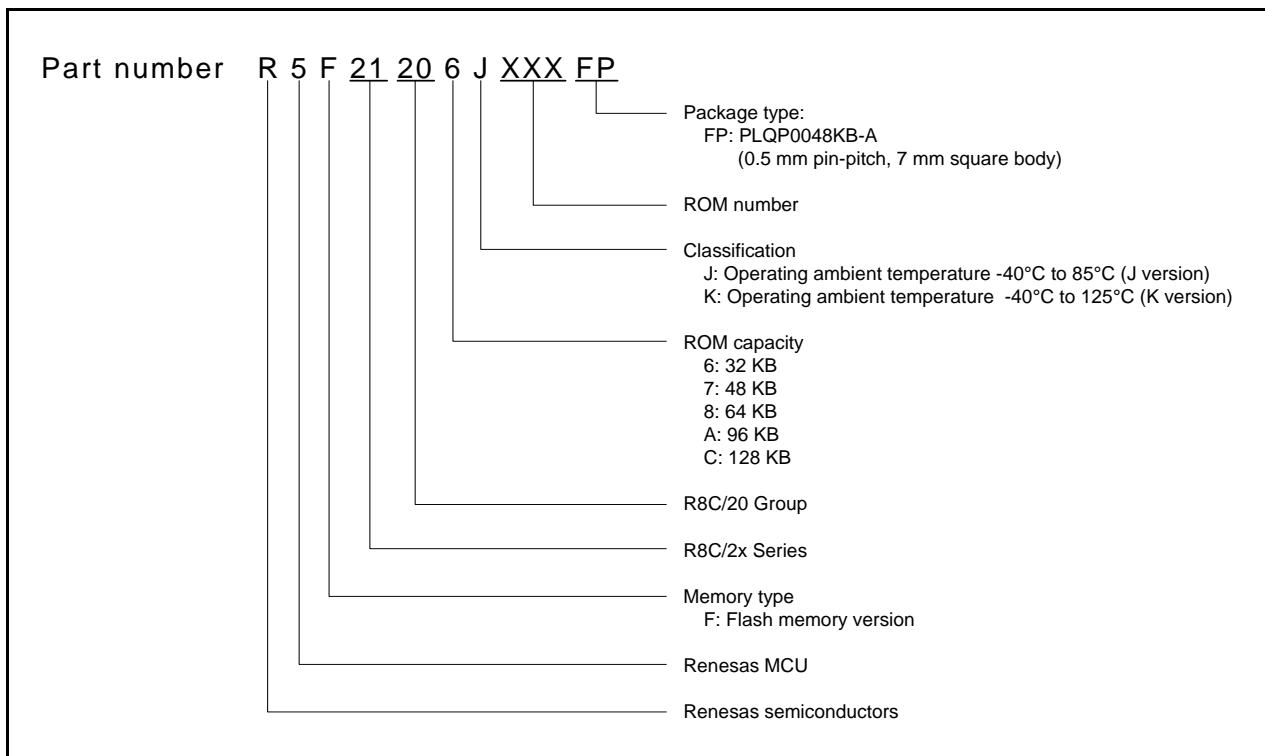 Part number R 5 F 21 20 6 J XXX FP
Package type:
FP: PLQP0048KB-A
(0.5 mm pin-pitch, 7 mm square body)
ROM number
Classification
J: Operating ambient temperature -40°C to 85°C (J version)
K: Operating ambient temperature -40°C to 125°C (K version)
ROM capacity
6: 32 KB
7: 48 KB
8: 64 KB
A: 96 KB
C: 128 KB
R8C/20 Group
R8C/2x Series
Memory type
F: Flash memory version
Renesas MCU
Renesas semiconductors